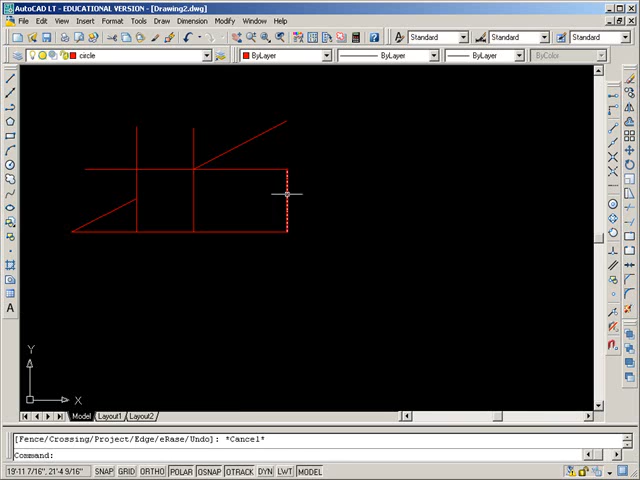 AutoCAD LT - EDUCATIONAL VERSION - [Drawing2.dwg]
File Edit View Insert Format Tools Draw Dimension Modify Window Help
Standard Standard Standard
circle ByLayer ByLayer ByLayer ByColor
Y
X
Model Layout1 Layout2
[Fence/Crossing/Project/Edge/eRase/Undo]: *Cancel*
Command:
19'-11 7/16", 21'-4 9/16" SNAP GRID ORTHO POLAR OSNAP OTRACK DYN LWT MODEL